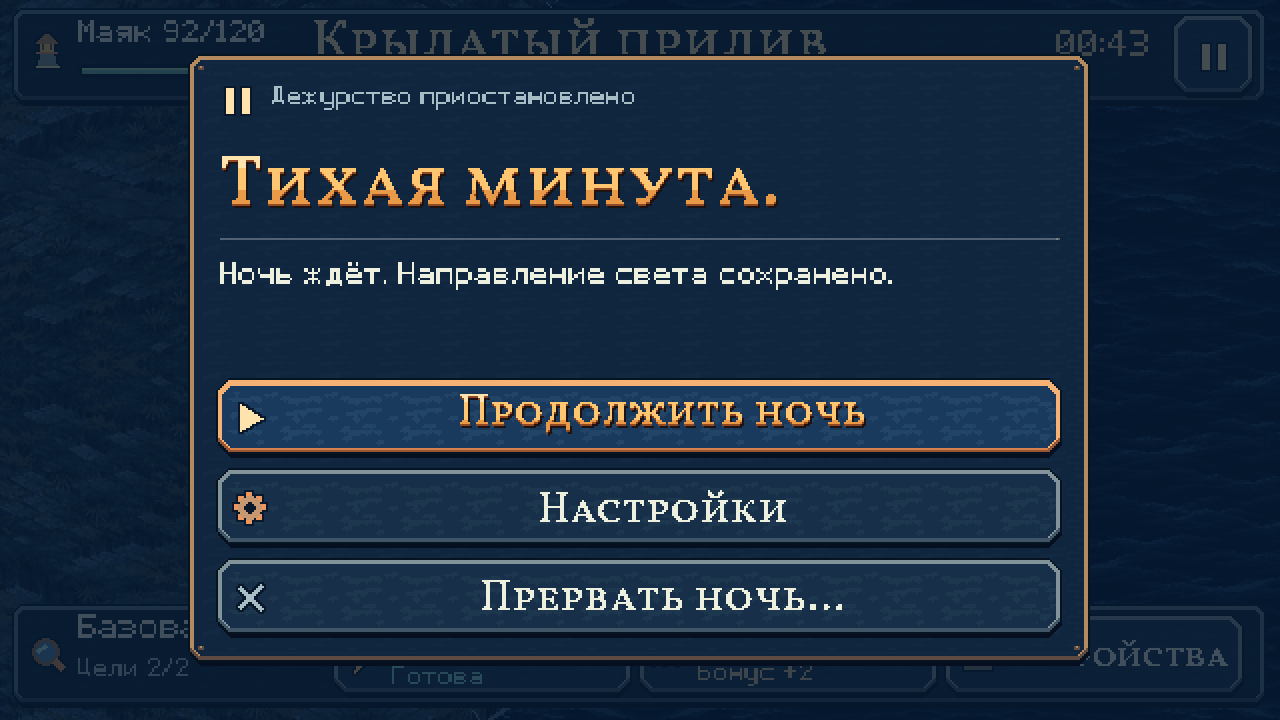 Маяк 92/120
Крылатый прилив
00:43
Дежурство приостановлено
Тихая минута.
Ночь ждёт. Направление света сохранено.
Продолжить ночь
Настройки
Прервать ночь...
Цели 2/2
Готова
Бонус +2